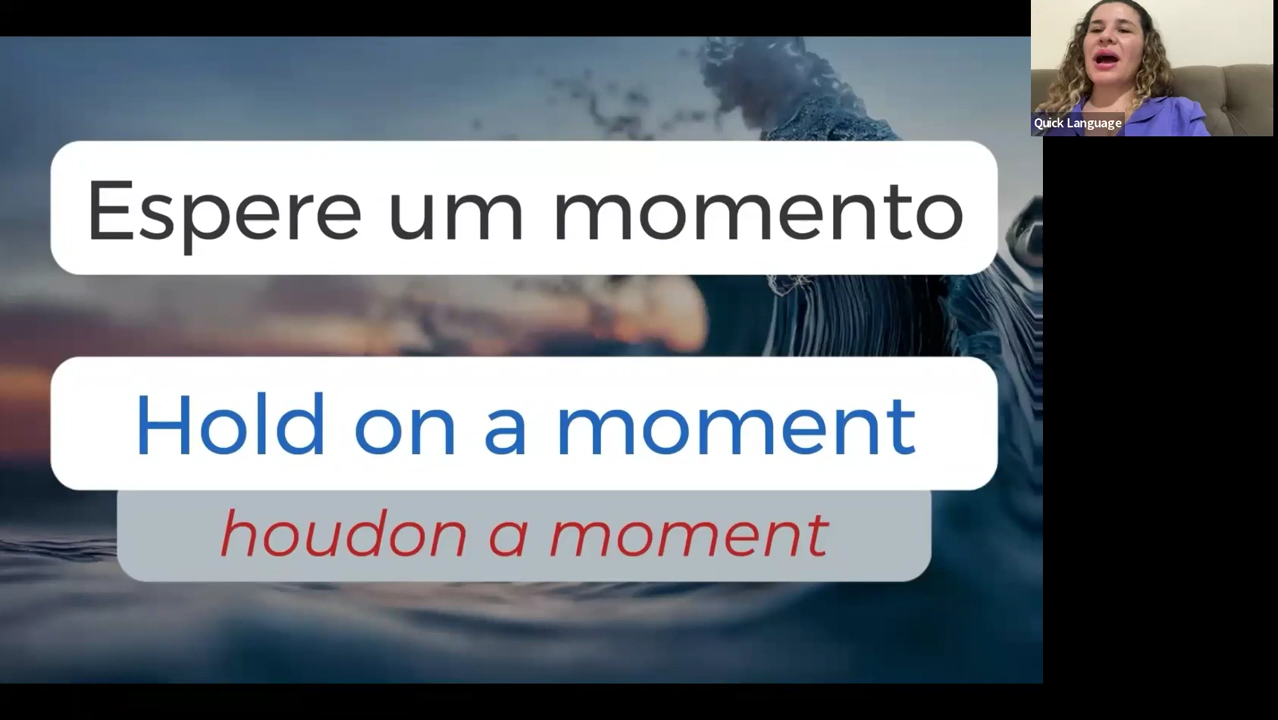 Espere um momento
Hold on a moment
houdon a moment
Quick Language